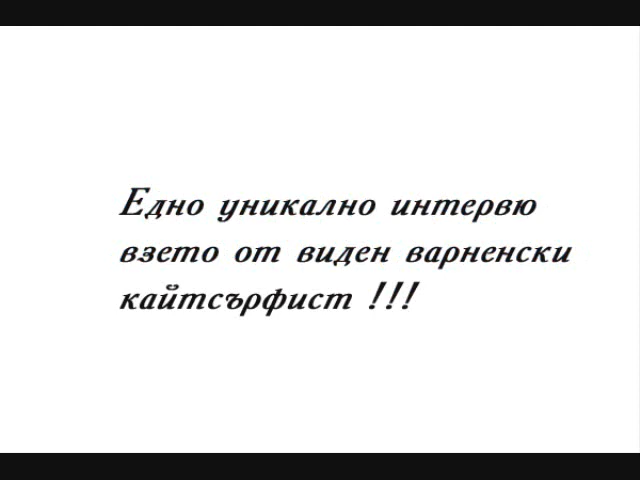 Едно уникално интервю
взето от виден варненски
кайтсърфист !!!